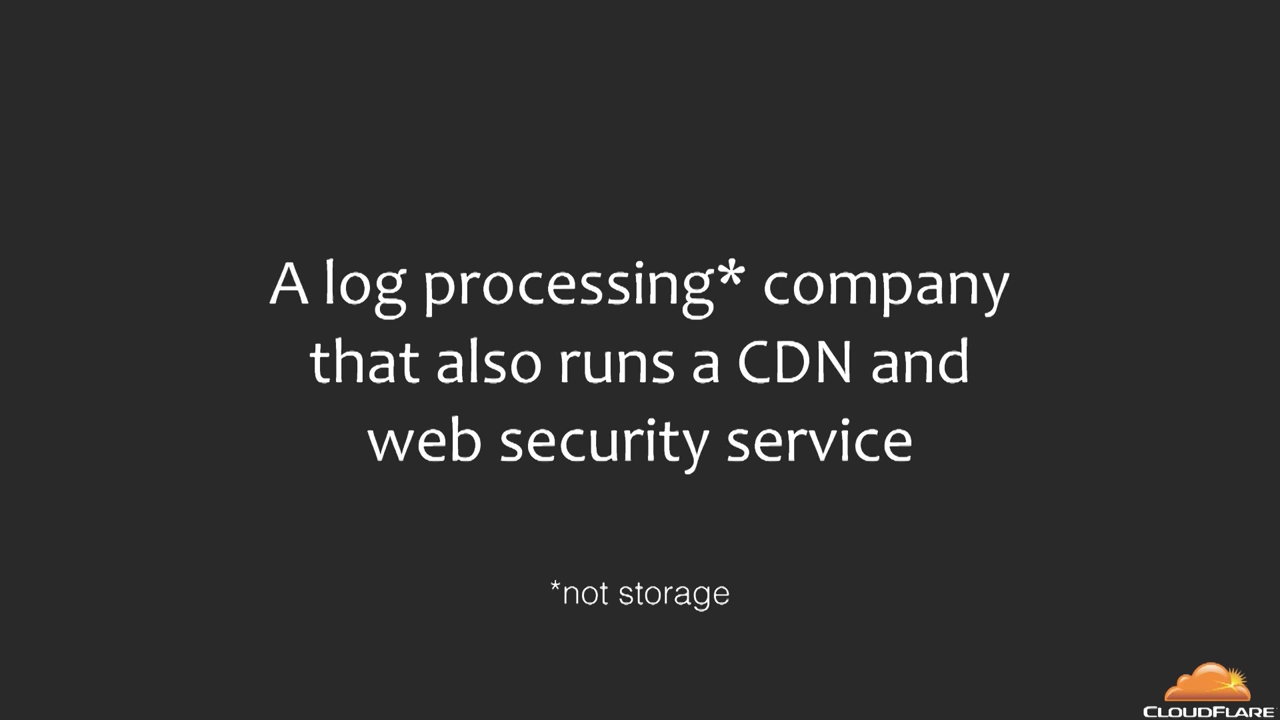 A log processing* company
that also runs a CDN and
web security service
*not storage
CLOUDFLARE